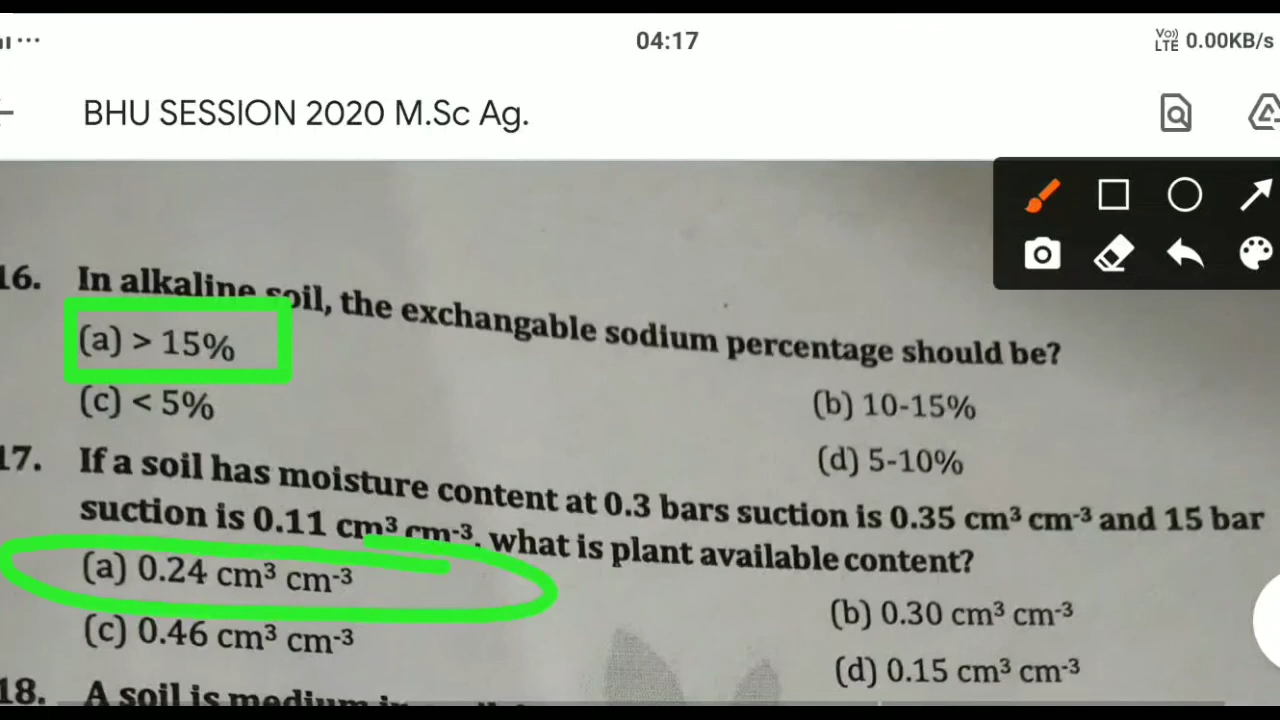 04:17
Vo)) LTE 0.00KB/s
BHU SESSION 2020 M.Sc Ag.
16. In alkaline soil, the exchangable sodium percentage should be?
(a) > 15%
(b) 10-15%
(c) < 5%
(d) 5-10%
17. If a soil has moisture content at 0.3 bars suction is 0.35 cm³ cm⁻³ and 15 bar
suction is 0.11 cm³ cm⁻³, what is plant available content?
(a) 0.24 cm³ cm⁻³
(b) 0.30 cm³ cm⁻³
(c) 0.46 cm³ cm⁻³
(d) 0.15 cm³ cm⁻³
18. A soil is medium in